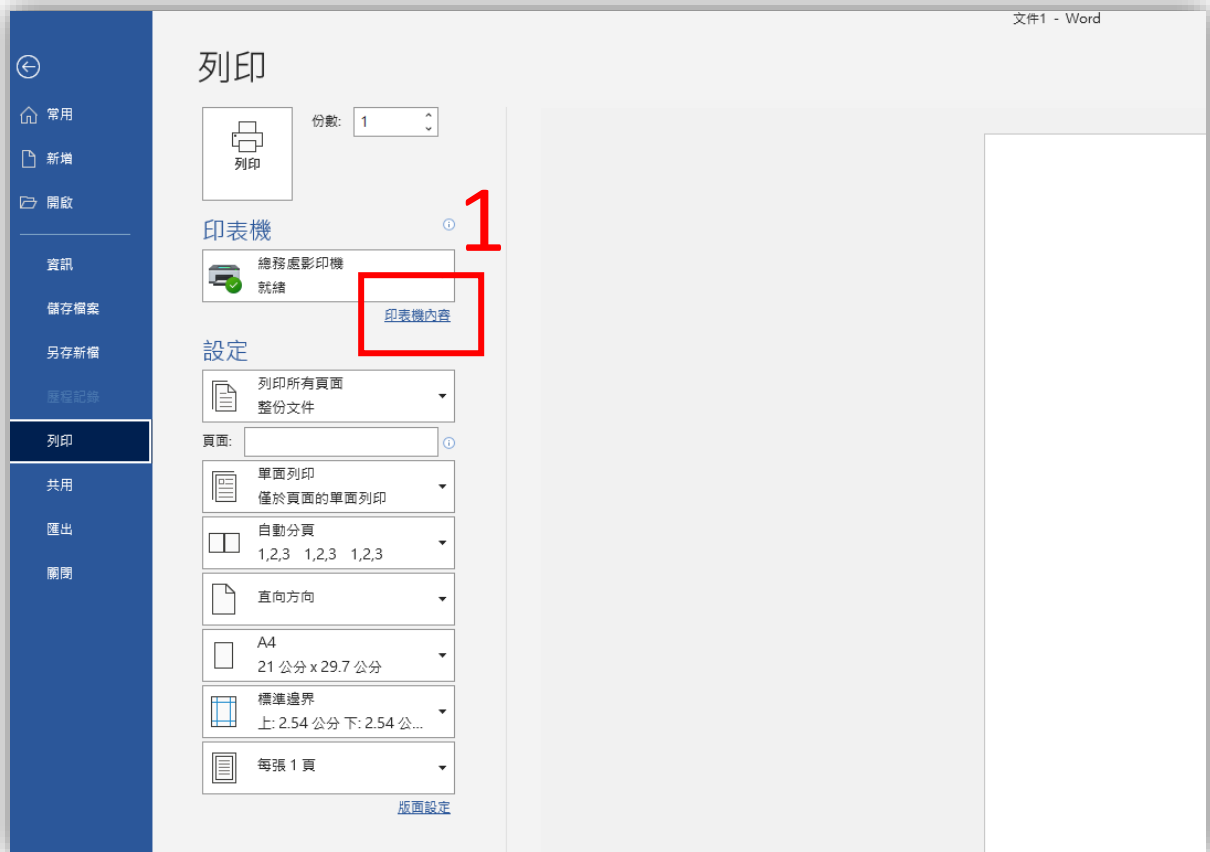 文件1 - Word
列印
常用
新增
開啟
資訊
儲存檔案
另存新檔
歷程記錄
列印
共用
匯出
關閉
列印
份數: 1
印表機
1
總務處影印機
就緒
印表機內容
設定
列印所有頁面
整份文件
頁面:
單面列印
僅於頁面的單面列印
自動分頁
1,2,3 1,2,3 1,2,3
直向方向
A4
21 公分 x 29.7 公分
標準邊界
上: 2.54 公分 下: 2.54 公...
每張 1 頁
版面設定